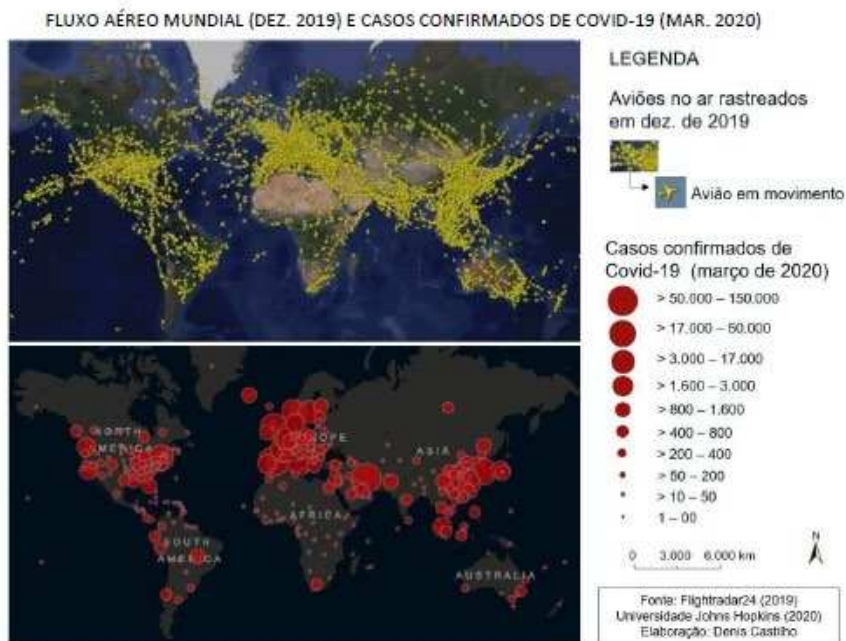 FLUXO AÉREO MUNDIAL (DEZ. 2019) E CASOS CONFIRMADOS DE COVID-19 (MAR. 2020)
LEGENDA
Aviões no ar rastreados
em dez. de 2019
Avião em movimento
Casos confirmados de
Covid-19 (março de 2020)
> 50.000 – 150.000
> 17.000 – 50.000
> 3.000 – 17.000
> 1.600 – 3.000
> 800 – 1.600
> 400 – 800
> 200 – 400
> 50 – 200
> 10 – 50
1 – 00
NORTH
AMERICA
EUROPE
ASIA
AFRICA
SOUTH
AMERICA
AUSTRALIA
N
0 3.000 6.000 km
Fonte: Flightradar24 (2019)
Universidade Johns Hopkins (2020)
Elaboração: Denis Castilho